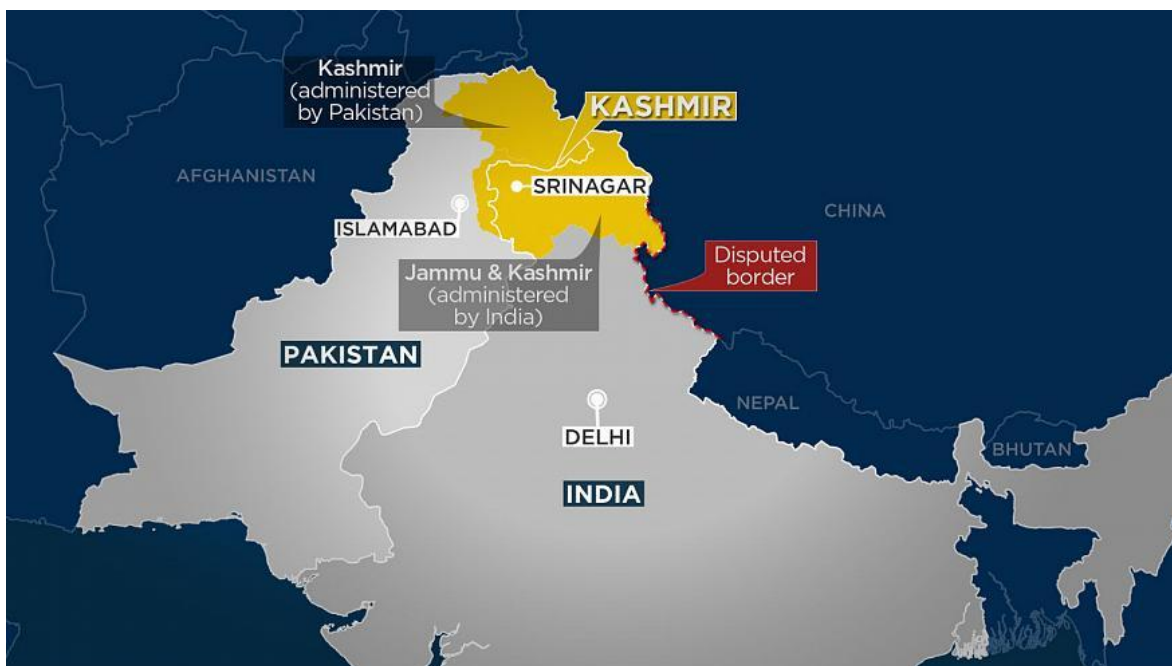 Kashmir
(administered
by Pakistan)
KASHMIR
AFGHANISTAN
SRINAGAR
CHINA
ISLAMABAD
Disputed
border
Jammu & Kashmir
(administered
by India)
PAKISTAN
NEPAL
DELHI
BHUTAN
INDIA